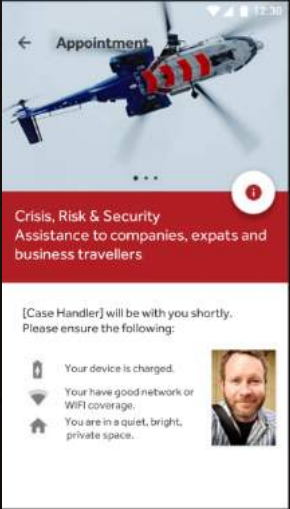 12:30
Appointment
Crisis, Risk & Security
Assistance to companies, expats and
business travellers
[Case Handler] will be with you shortly.
Please ensure the following:
Your device is charged.
Your have good network or
WIFI coverage.
You are in a quiet, bright,
private space.